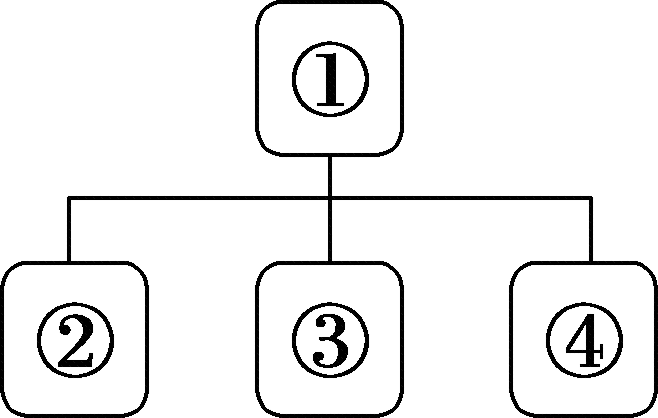 ①
② ③ ④